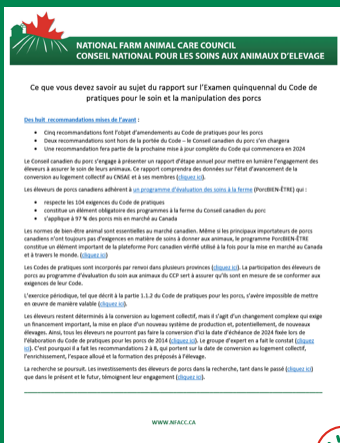 NATIONAL FARM ANIMAL CARE COUNCIL
CONSEIL NATIONAL POUR LES SOINS AUX ANIMAUX D'ELEVAGE
Ce que vous devez savoir au sujet du rapport sur l'Examen quinquennal du Code de
pratiques pour le soin et la manipulation des porcs
Des huit recommandations mises de l'avant :
• Cinq recommandations font l'objet d'amendements au Code de pratiques pour les porcs
• Deux recommandations sont hors de la portée du Code – le Conseil canadien du porc s'en chargera
• Une recommandation fera partie de la prochaine mise à jour complète du Code qui commencera en 2024
Le Conseil canadien du porc s'engage à présenter un rapport d'étape annuel pour mettre en lumière l'engagement des
éleveurs à assurer le soin de leurs animaux. Ce rapport comprendra des données sur l'état d'avancement de la
conversion au logement collectif au CNSAE et à ses membres (cliquez ici).
Les éleveurs de porcs canadiens adhèrent à un programme d'évaluation des soins à la ferme (PorcBIEN-ÊTRE) qui :
• respecte les 104 exigences du Code de pratiques
• constitue un élément obligatoire des programmes à la ferme du Conseil canadien du porc
• s'applique à 97 % des porcs mis en marché au Canada
Les normes de bien-être animal sont essentielles au marché canadien. Même si les principaux importateurs de porcs
canadiens n'ont toujours pas d'exigences en matière de soins à donner aux animaux, le programme PorcBIEN-ÊTRE
constitue un élément important de la plateforme Porc canadien vérifié utilisé à la fois pour la mise en marché au Canada
et à travers le monde. (cliquez ici)
Les Codes de pratiques sont incorporés par renvoi dans plusieurs provinces (cliquez ici). La participation des éleveurs de
porcs au programme d'évaluation du soin aux animaux du CCP sert à assurer qu'ils sont en mesure de se conformer aux
exigences de leur Code.
L'exercice périodique, tel que décrit à la partie 1.1.2 du Code de pratiques pour les porcs, s'avère impossible de mettre
en œuvre de manière valable (cliquez ici).
Les éleveurs restent déterminés à la conversion au logement collectif, mais il s'agit d'un changement complexe qui exige
un financement important, la mise en place d'un nouveau système de production et, potentiellement, de nouveaux
élevages. Ainsi, tous les éleveurs ne pourront pas faire la conversion d'ici la date d'échéance de 2024 fixée lors de
l'élaboration du Code de pratiques pour les porcs de 2014 (cliquez ici). Le groupe d'expert en a fait le constat (cliquez
ici). C'est pourquoi il a fait les recommandations 2 à 8, qui portent sur la date de conversion au logement collectif,
l'enrichissement, l'espace alloué et la formation des préposés à l'élevage.
La recherche se poursuit. Les investissements des éleveurs de porcs dans la recherche, tant dans le passé (cliquez ici)
que dans le présent et le futur, témoignent leur engagement (cliquez ici).
WWW.NFACC.CA